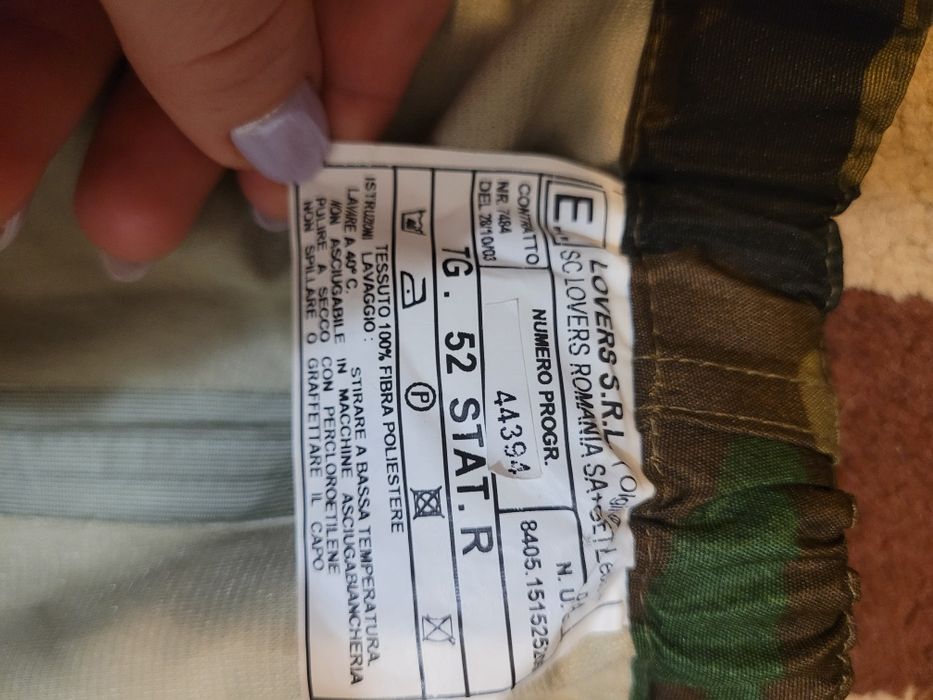 E.. LOVERS S.R.L
SC LOVERS ROMANIA SA+
CONTRATTO
NR. 7484
DEL 28/10/03
NUMERO PROGR.
44394
N. U.
8405.151525
TG. 52 STAT. R
P
TESSUTO 100% FIBRA POLIESTERE
ISTRUZIONI LAVAGGIO:
LAVARE A 40° C. STIRARE A BASSA TEMPERATURA.
NON ASCIUGABILE IN MACCHINE ASCIUGABIANCHERIA
PULIRE A SECCO CON PERCLOROETILENE
NON SPILLARE O GRAFFETTARE IL CAPO